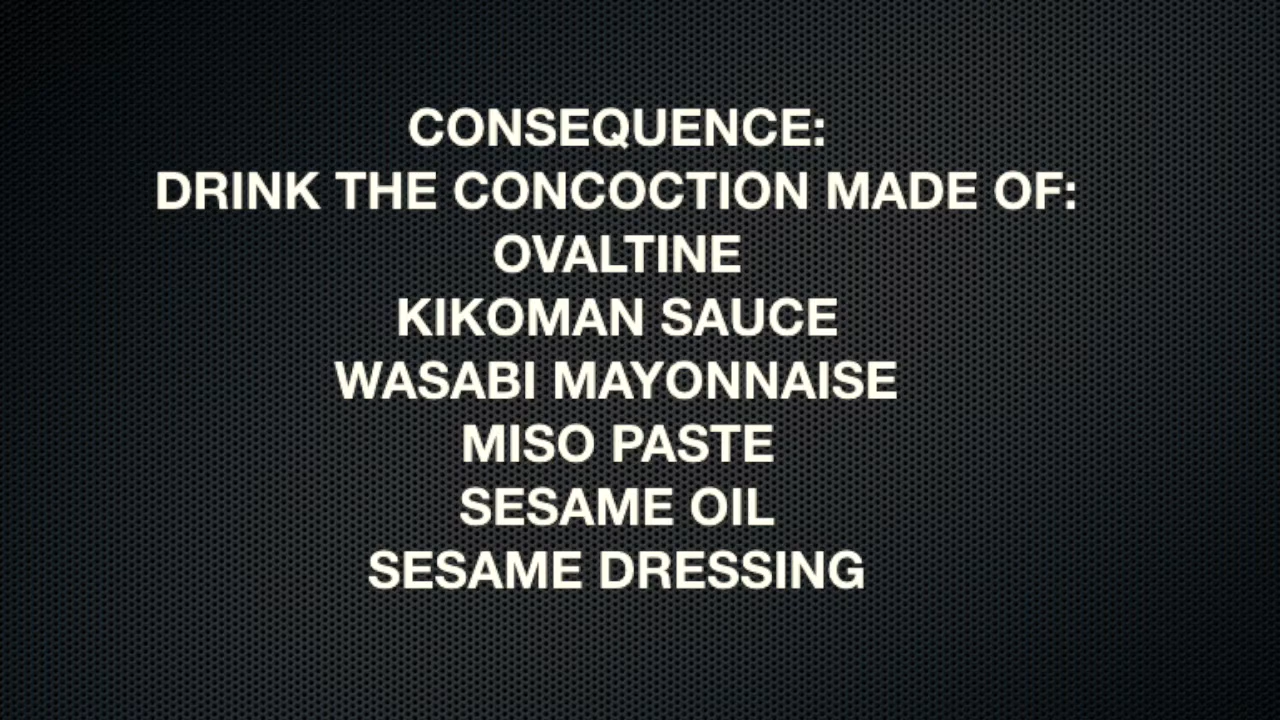 CONSEQUENCE:
DRINK THE CONCOCTION MADE OF:
OVALTINE
KIKOMAN SAUCE
WASABI MAYONNAISE
MISO PASTE
SESAME OIL
SESAME DRESSING